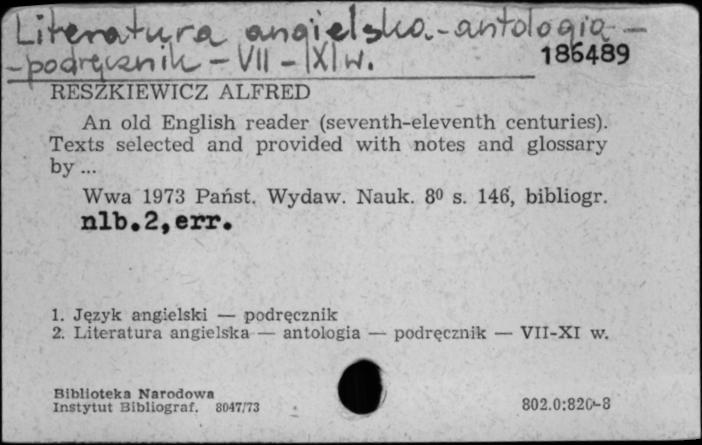 Literatura angielska - antologia -
- podręcznik - VII - XI w.
186489
RESZKIEWICZ ALFRED
An old English reader (seventh-eleventh centuries).
Texts selected and provided with notes and glossary
by ...
Wwa 1973 Państ. Wydaw. Nauk. 8⁰ s. 146, bibliogr.
nlb.2,err.
1. Język angielski — podręcznik
2. Literatura angielska — antologia — podręcznik — VII-XI w.
Biblioteka Narodowa
Instytut Bibliograf. 8047/73
802.0:820-8